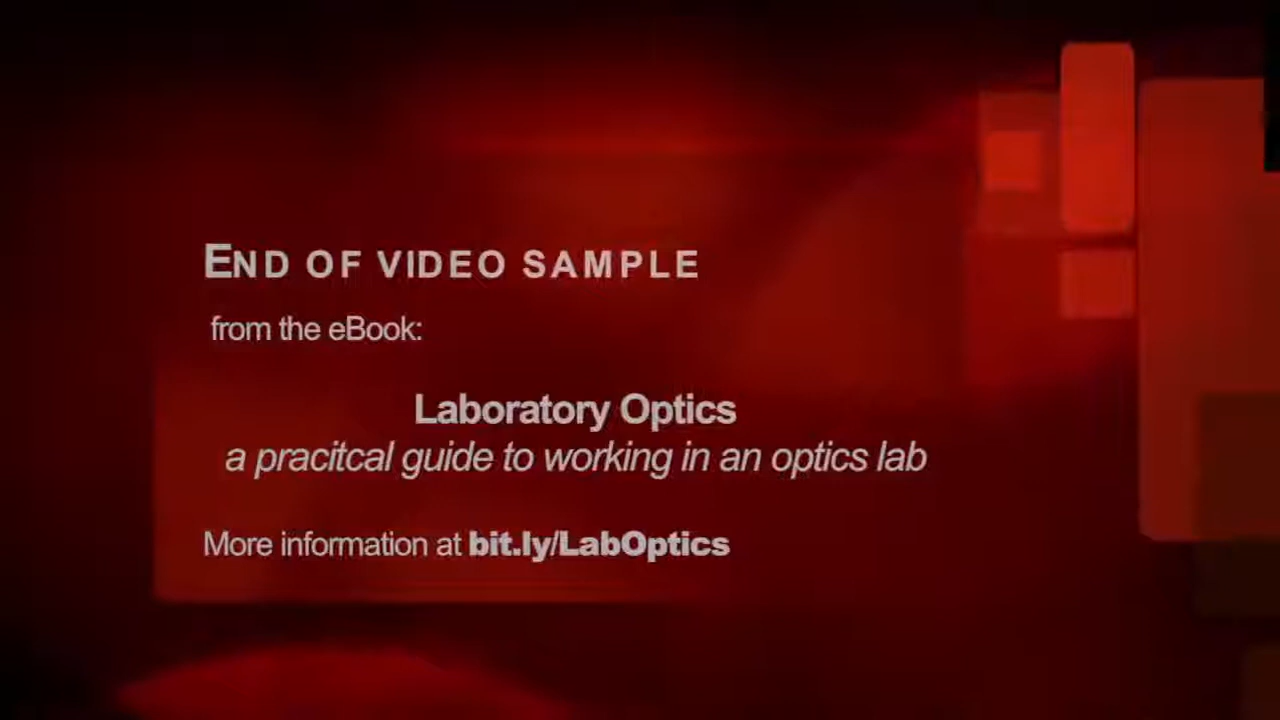 END OF VIDEO SAMPLE
from the eBook:
Laboratory Optics
a pracitcal guide to working in an optics lab
More information at bit.ly/LabOptics